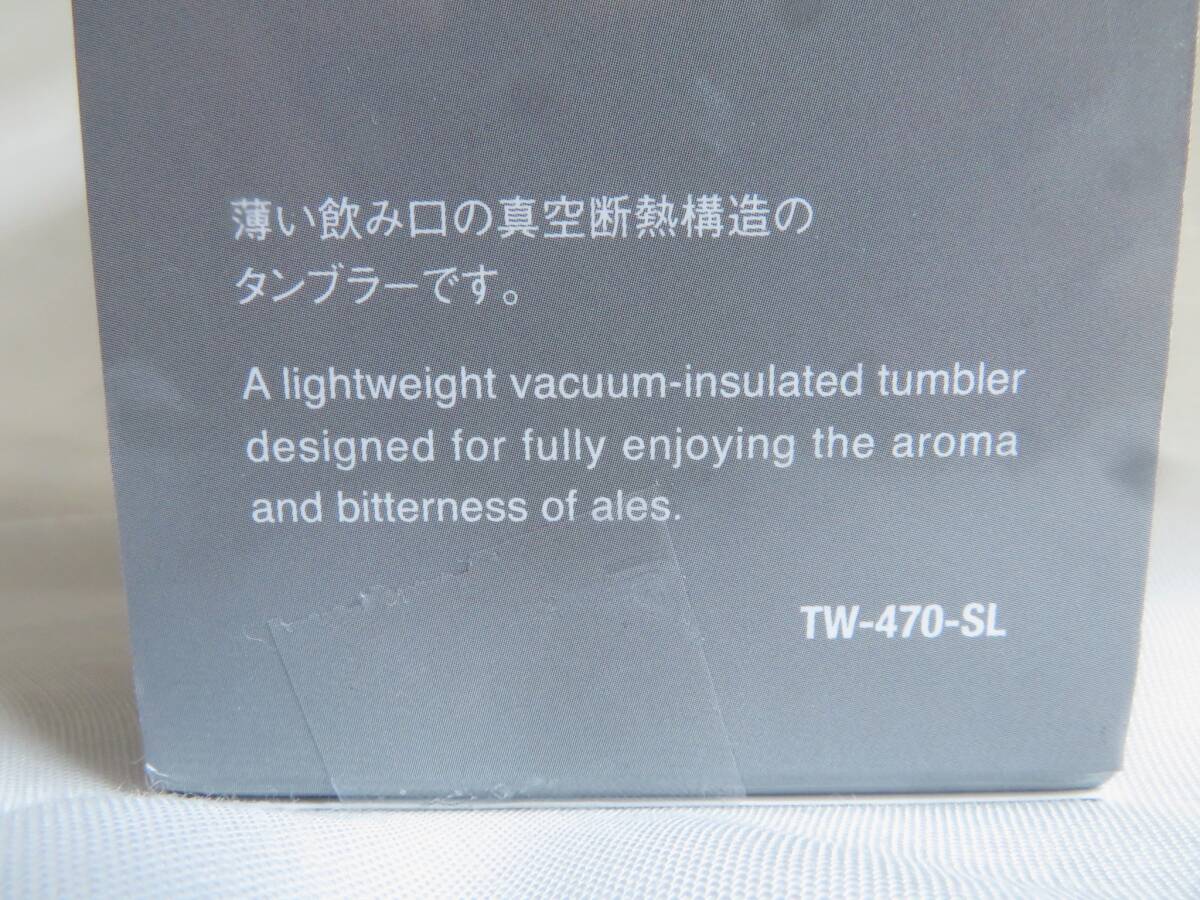 薄い飲み口の真空断熱構造の
タンブラーです。
A lightweight vacuum-insulated tumbler
designed for fully enjoying the aroma
and bitterness of ales.
TW-470-SL